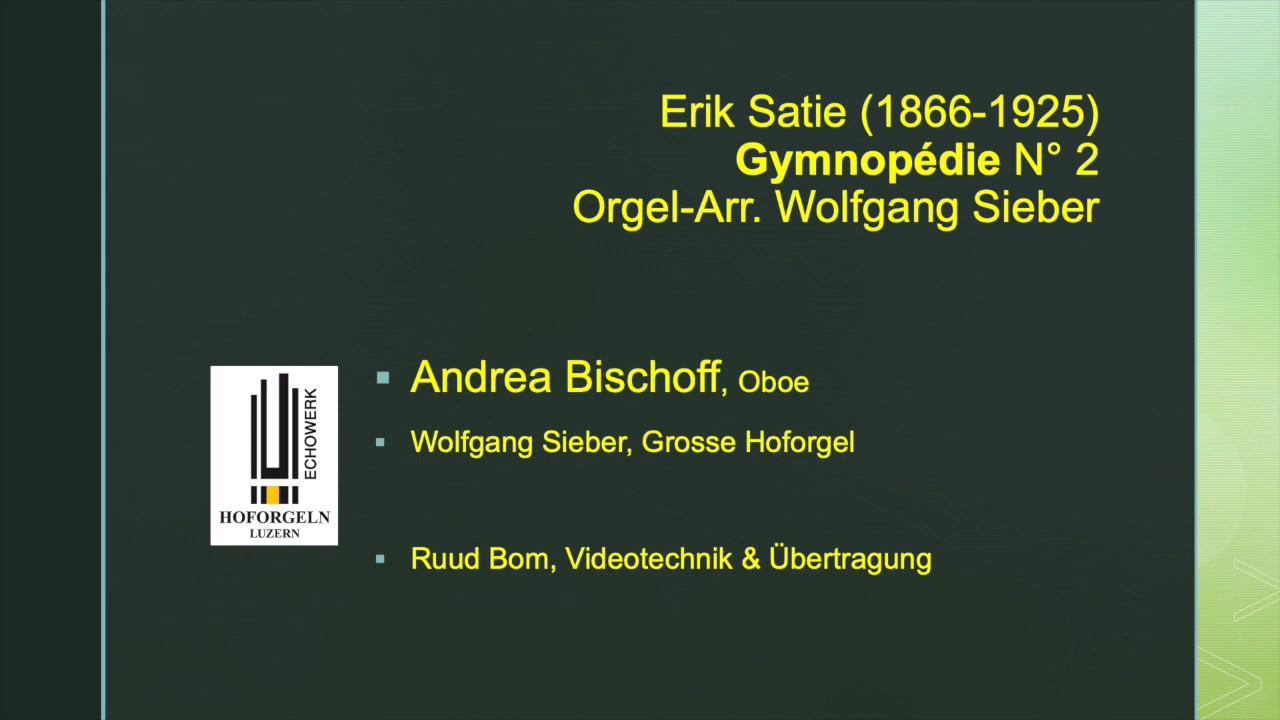 Erik Satie (1866-1925)
Gymnopédie N° 2
Orgel-Arr. Wolfgang Sieber
Andrea Bischoff, Oboe
Wolfgang Sieber, Grosse Hoforgel
ECHOWERK
HOFORGELN
LUZERN
Ruud Bom, Videotechnik & Übertragung